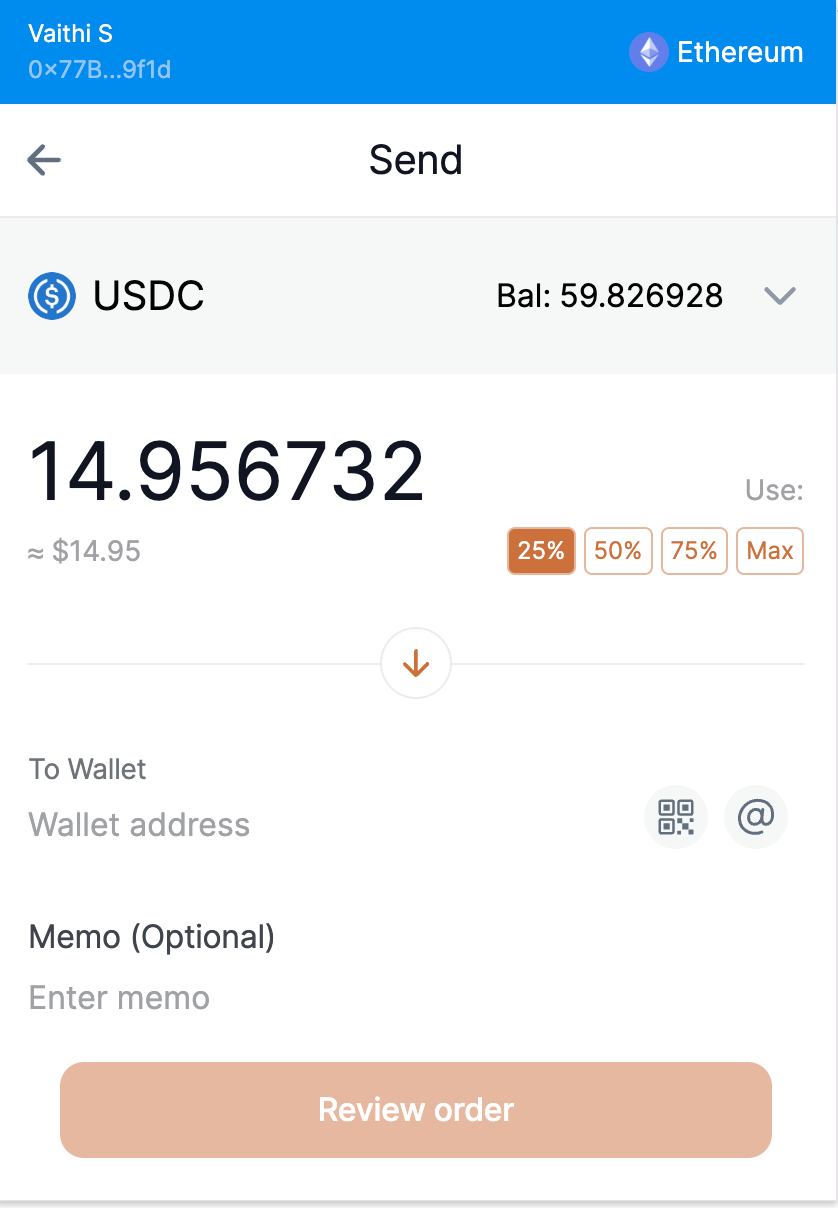 Vaithi S
0×77B...9f1d
Ethereum
Send
USDC
Bal: 59.826928
14.956732
Use:
≈ $14.95
25% 50% 75% Max
To Wallet
Wallet address
@
Memo (Optional)
Enter memo
Review order